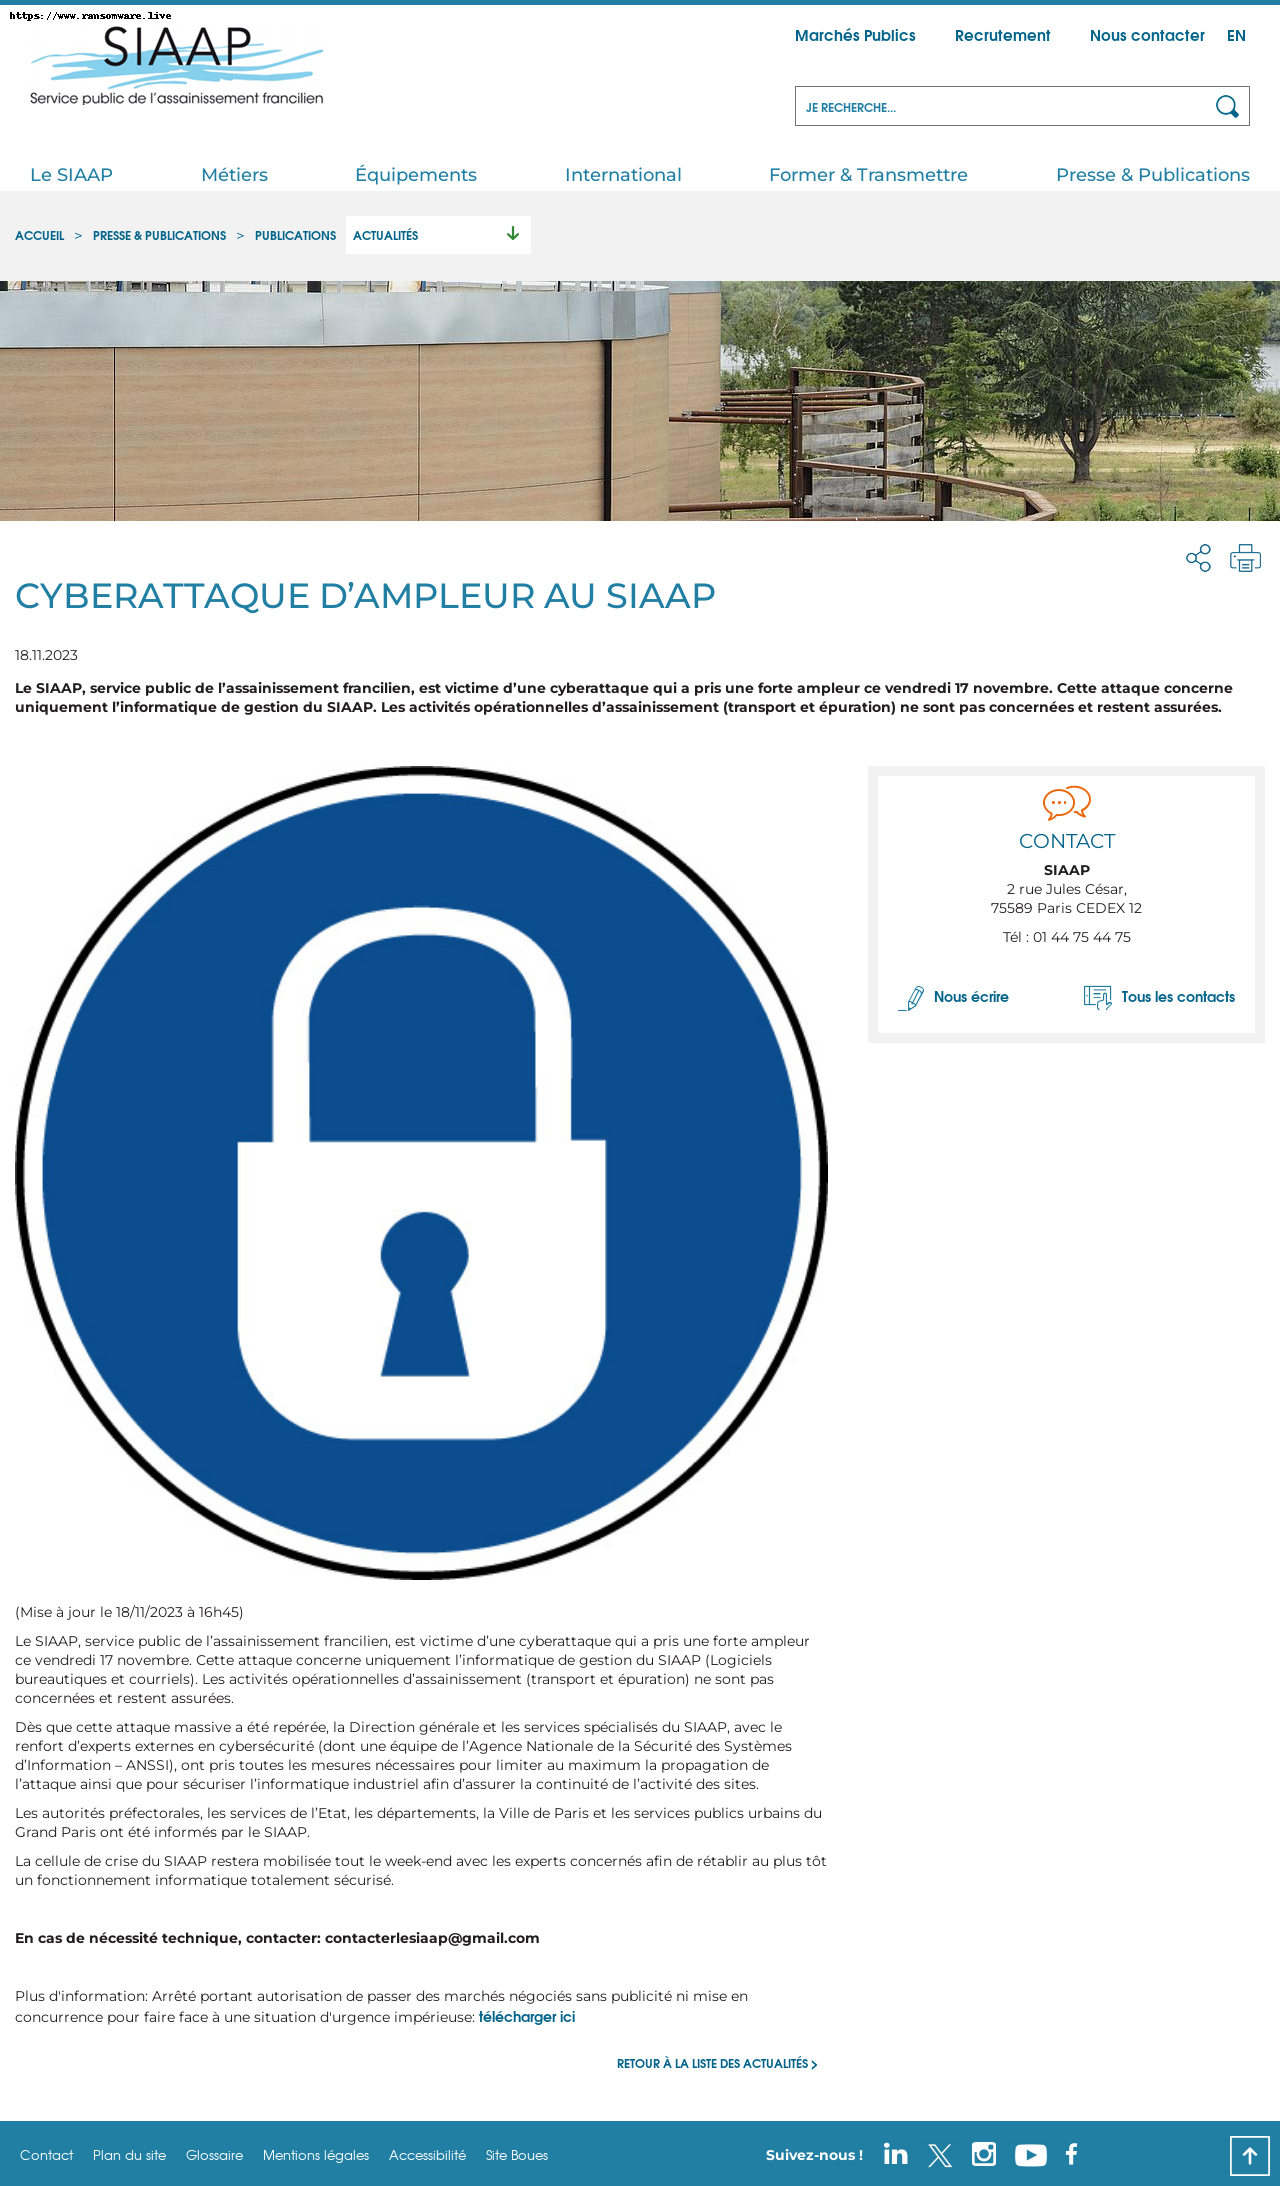 https://www.ransomware.live
SIAAP
Service public de l'assainissement francilien
Marchés Publics Recrutement Nous contacter EN
JE RECHERCHE...
Le SIAAP Métiers Équipements International Former & Transmettre Presse & Publications
ACCUEIL > PRESSE & PUBLICATIONS > PUBLICATIONS ACTUALITÉS
CYBERATTAQUE D’AMPLEUR AU SIAAP
18.11.2023
Le SIAAP, service public de l’assainissement francilien, est victime d’une cyberattaque qui a pris une forte ampleur ce vendredi 17 novembre. Cette attaque concerne
uniquement l’informatique de gestion du SIAAP. Les activités opérationnelles d’assainissement (transport et épuration) ne sont pas concernées et restent assurées.
CONTACT
SIAAP
2 rue Jules César,
75589 Paris CEDEX 12
Tél : 01 44 75 44 75
Nous écrire Tous les contacts
(Mise à jour le 18/11/2023 à 16h45)
Le SIAAP, service public de l’assainissement francilien, est victime d’une cyberattaque qui a pris une forte ampleur
ce vendredi 17 novembre. Cette attaque concerne uniquement l’informatique de gestion du SIAAP (Logiciels
bureautiques et courriels). Les activités opérationnelles d’assainissement (transport et épuration) ne sont pas
concernées et restent assurées.
Dès que cette attaque massive a été repérée, la Direction générale et les services spécialisés du SIAAP, avec le
renfort d’experts externes en cybersécurité (dont une équipe de l’Agence Nationale de la Sécurité des Systèmes
d’Information – ANSSI), ont pris toutes les mesures nécessaires pour limiter au maximum la propagation de
l’attaque ainsi que pour sécuriser l’informatique industriel afin d’assurer la continuité de l’activité des sites.
Les autorités préfectorales, les services de l’Etat, les départements, la Ville de Paris et les services publics urbains du
Grand Paris ont été informés par le SIAAP.
La cellule de crise du SIAAP restera mobilisée tout le week-end avec les experts concernés afin de rétablir au plus tôt
un fonctionnement informatique totalement sécurisé.
En cas de nécessité technique, contacter: contacterlesiaap@gmail.com
Plus d'information: Arrêté portant autorisation de passer des marchés négociés sans publicité ni mise en
concurrence pour faire face à une situation d'urgence impérieuse: télécharger ici
RETOUR À LA LISTE DES ACTUALITÉS >
Contact Plan du site Glossaire Mentions légales Accessibilité Site Boues Suivez-nous !